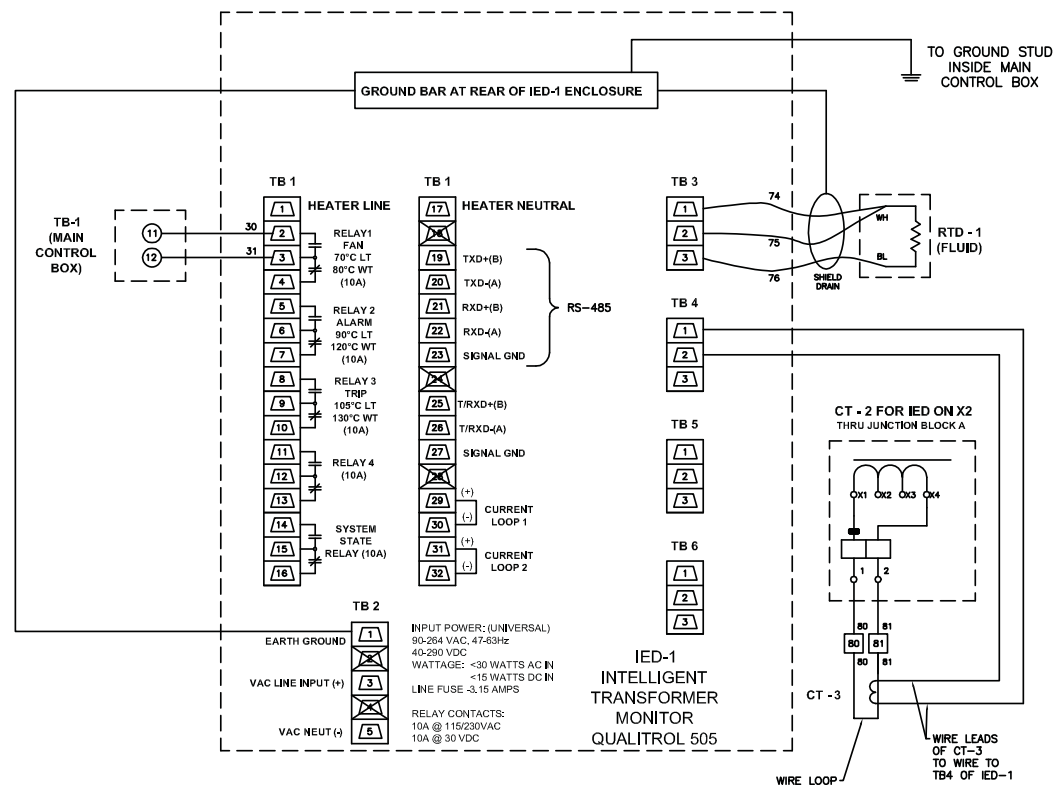 TO GROUND STUD
INSIDE MAIN
CONTROL BOX
GROUND BAR AT REAR OF IED-1 ENCLOSURE
TB-1
(MAIN
CONTROL
BOX)
11
12
30
31
TB 1
1
2
3
4
5
6
7
8
9
10
11
12
13
14
15
16
HEATER LINE
RELAY1
FAN
70°C LT
80°C WT
(10A)
RELAY 2
ALARM
90°C LT
120°C WT
(10A)
RELAY 3
TRIP
105°C LT
130°C WT
(10A)
RELAY 4
(10A)
SYSTEM
STATE
RELAY (10A)
TB 1
17
18
19
20
21
22
23
24
25
26
27
28
29
30
31
32
HEATER NEUTRAL
TXD+(B)
TXD-(A)
RXD+(B)
RXD-(A)
SIGNAL GND
RS-485
T/RXD+(B)
T/RXD-(A)
SIGNAL GND
(+)
(-)
CURRENT
LOOP 1
(+)
(-)
CURRENT
LOOP 2
TB 2
EARTH GROUND
1
2
VAC LINE INPUT (+)
3
4
VAC NEUT (-)
5
INPUT POWER: (UNIVERSAL)
90-264 VAC, 47-63Hz
40-290 VDC
WATTAGE: <30 WATTS AC IN
<15 WATTS DC IN
LINE FUSE -3.15 AMPS
RELAY CONTACTS:
10A @ 115/230VAC
10A @ 30 VDC
TB 3
1
2
3
74
75
76
WH
BL
SHIELD
DRAIN
RTD - 1
(FLUID)
TB 4
1
2
3
TB 5
1
2
3
TB 6
1
2
3
IED-1
INTELLIGENT
TRANSFORMER
MONITOR
QUALITROL 505
CT - 2 FOR IED ON X2
THRU JUNCTION BLOCK A
X1 X2 X3 X4
1 2
80 81
80 81
80 81
CT - 3
WIRE LEADS
OF CT-3
TO WIRE TO
TB4 OF IED-1
WIRE LOOP